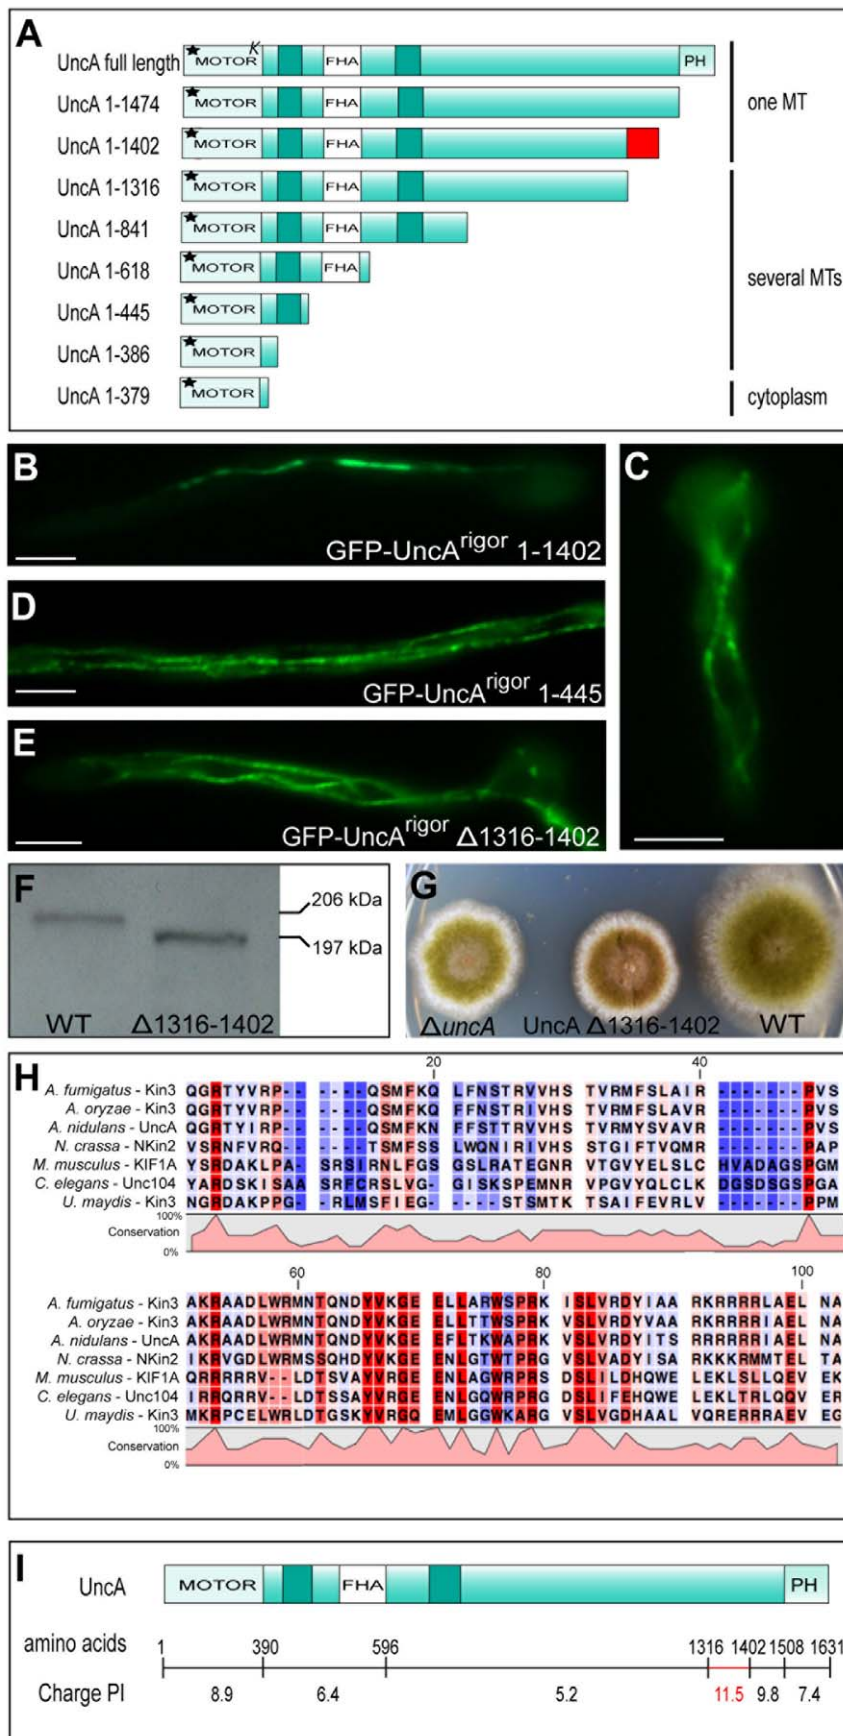 A
UncA full length MOTOR K FHA PH
UncA 1-1474 MOTOR FHA
one MT
UncA 1-1402 MOTOR FHA
UncA 1-1316 MOTOR FHA
UncA 1-841 MOTOR FHA
UncA 1-618 MOTOR FHA
several MTs
UncA 1-445 MOTOR
UncA 1-386 MOTOR
UncA 1-379 MOTOR
cytoplasm
B
GFP-UncA^rigor 1-1402
C
D
GFP-UncA^rigor 1-445
E
GFP-UncA^rigor Δ1316-1402
F
206 kDa
197 kDa
WT Δ1316-1402
G
ΔuncA UncA Δ1316-1402 WT
H
20 40
A. fumigatus - Kin3 QGRTYVRP-- ----QSMFKQ LFNSTRVVHS TVRMFSLAIR -------PVS
A. oryzae - Kin3 QGRTYIRP-- ----QSMFKQ LFNSTRIVHS TVRMFSLAIR -------PVS
A. nidulans - UncA QGRTYVRP-- ----QSMFKN FFSTTRVVHS TVRMYSVAVR -------PVS
N. crassa - NKin2 VSRNFVRQ-- ----TSMFSS LWQNIRIVHS STGIFTVQMR -------PAP
M. musculus - KIF1A YSRDAKLPA- SRSIRNLFGS GSLRATEGNR VTGVYELSLC HVADAGSPGM
C. elegans - Unc104 YARDSKISAA SRFCRSLVG- GISKSPEMNR VPGVYQLCLK DGSDSGSPGA
U. maydis - Kin3 NGRDAKPPG- --RLMSFIEG- ----STSMTK TSAIFEVRLV -------PPM
100%
Conservation
0%
60 80 100
A. fumigatus - Kin3 AKRAADLWRMNTQNDYVKGE ELLARWSPRK ISLVRDYIAA RKRRRRLAEL NA
A. oryzae - Kin3 AKRAADLWRMNTQNDYVKGE ELLTTWSPRK ISLVRDYVAA RRRRRRIAEL NA
A. nidulans - UncA AKRAADLWRMNTQNDYVKGE EFLTKWAPRK VSLVRDYITS RRRRRRIAEL NA
N. crassa - NKin2 IKRVGDLWRMSSQHDYVKGE ENLGTWTPRG VSLVADYISA RKKKRMMTEL TA
M. musculus - KIF1A QRRRRRV--LDTSVAYVRGE ENLAGWRPRS DSLILDHQWE LEKLSLLQEV EK
C. elegans - Unc104 IRRQRRRV--LDTSSAYVRGE ENLGQWRPRS DSLIFEHQWE LEKLTRLQQV ER
U. maydis - Kin3 MKRPCELWRLDTGSKYVRGQ EMLGGWKARG VSLVGDHAAL VQRERRRAEV EG
100%
Conservation
0%
I
UncA MOTOR FHA PH
amino acids 1 390 596 1316 1402 1508 1631
Charge PI 8.9 6.4 5.2 11.5 9.8 7.4